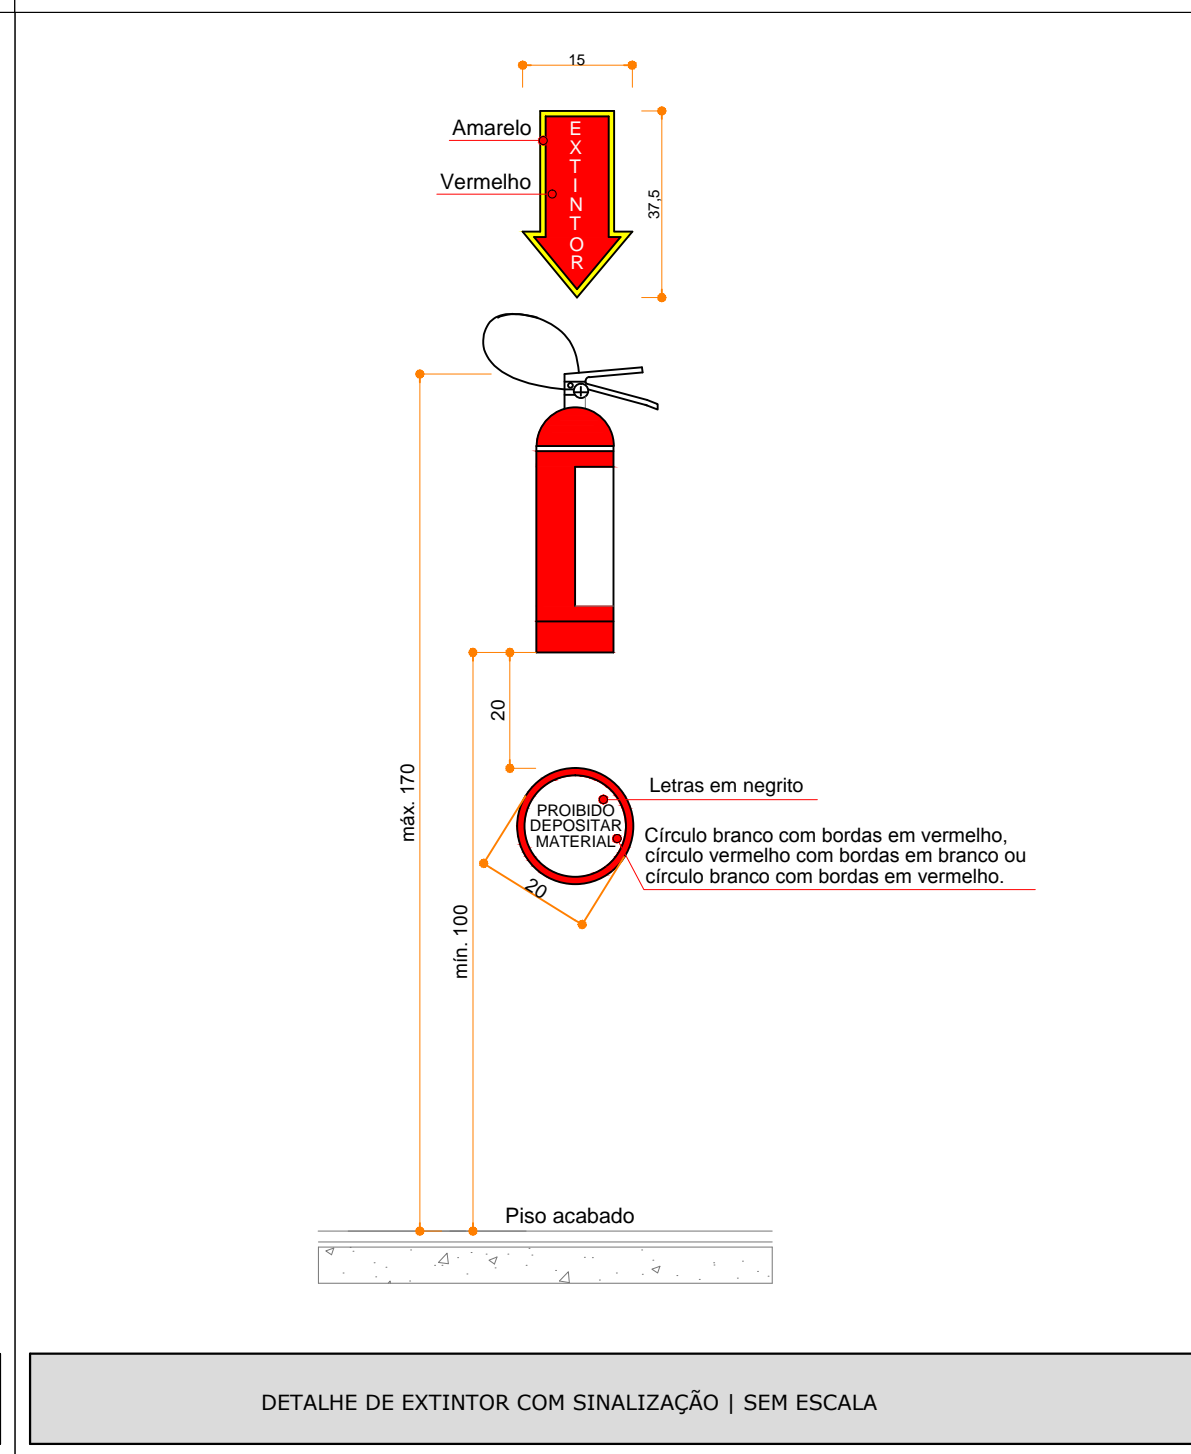 15
Amarelo
Vermelho
EXTINTOR
37,5
20
máx. 170
mín. 100
PROIBIDO
DEPOSITAR
MATERIAL
20
Letras em negrito
Círculo branco com bordas em vermelho,
círculo vermelho com bordas em branco ou
círculo branco com bordas em vermelho.
Piso acabado
DETALHE DE EXTINTOR COM SINALIZAÇÃO | SEM ESCALA